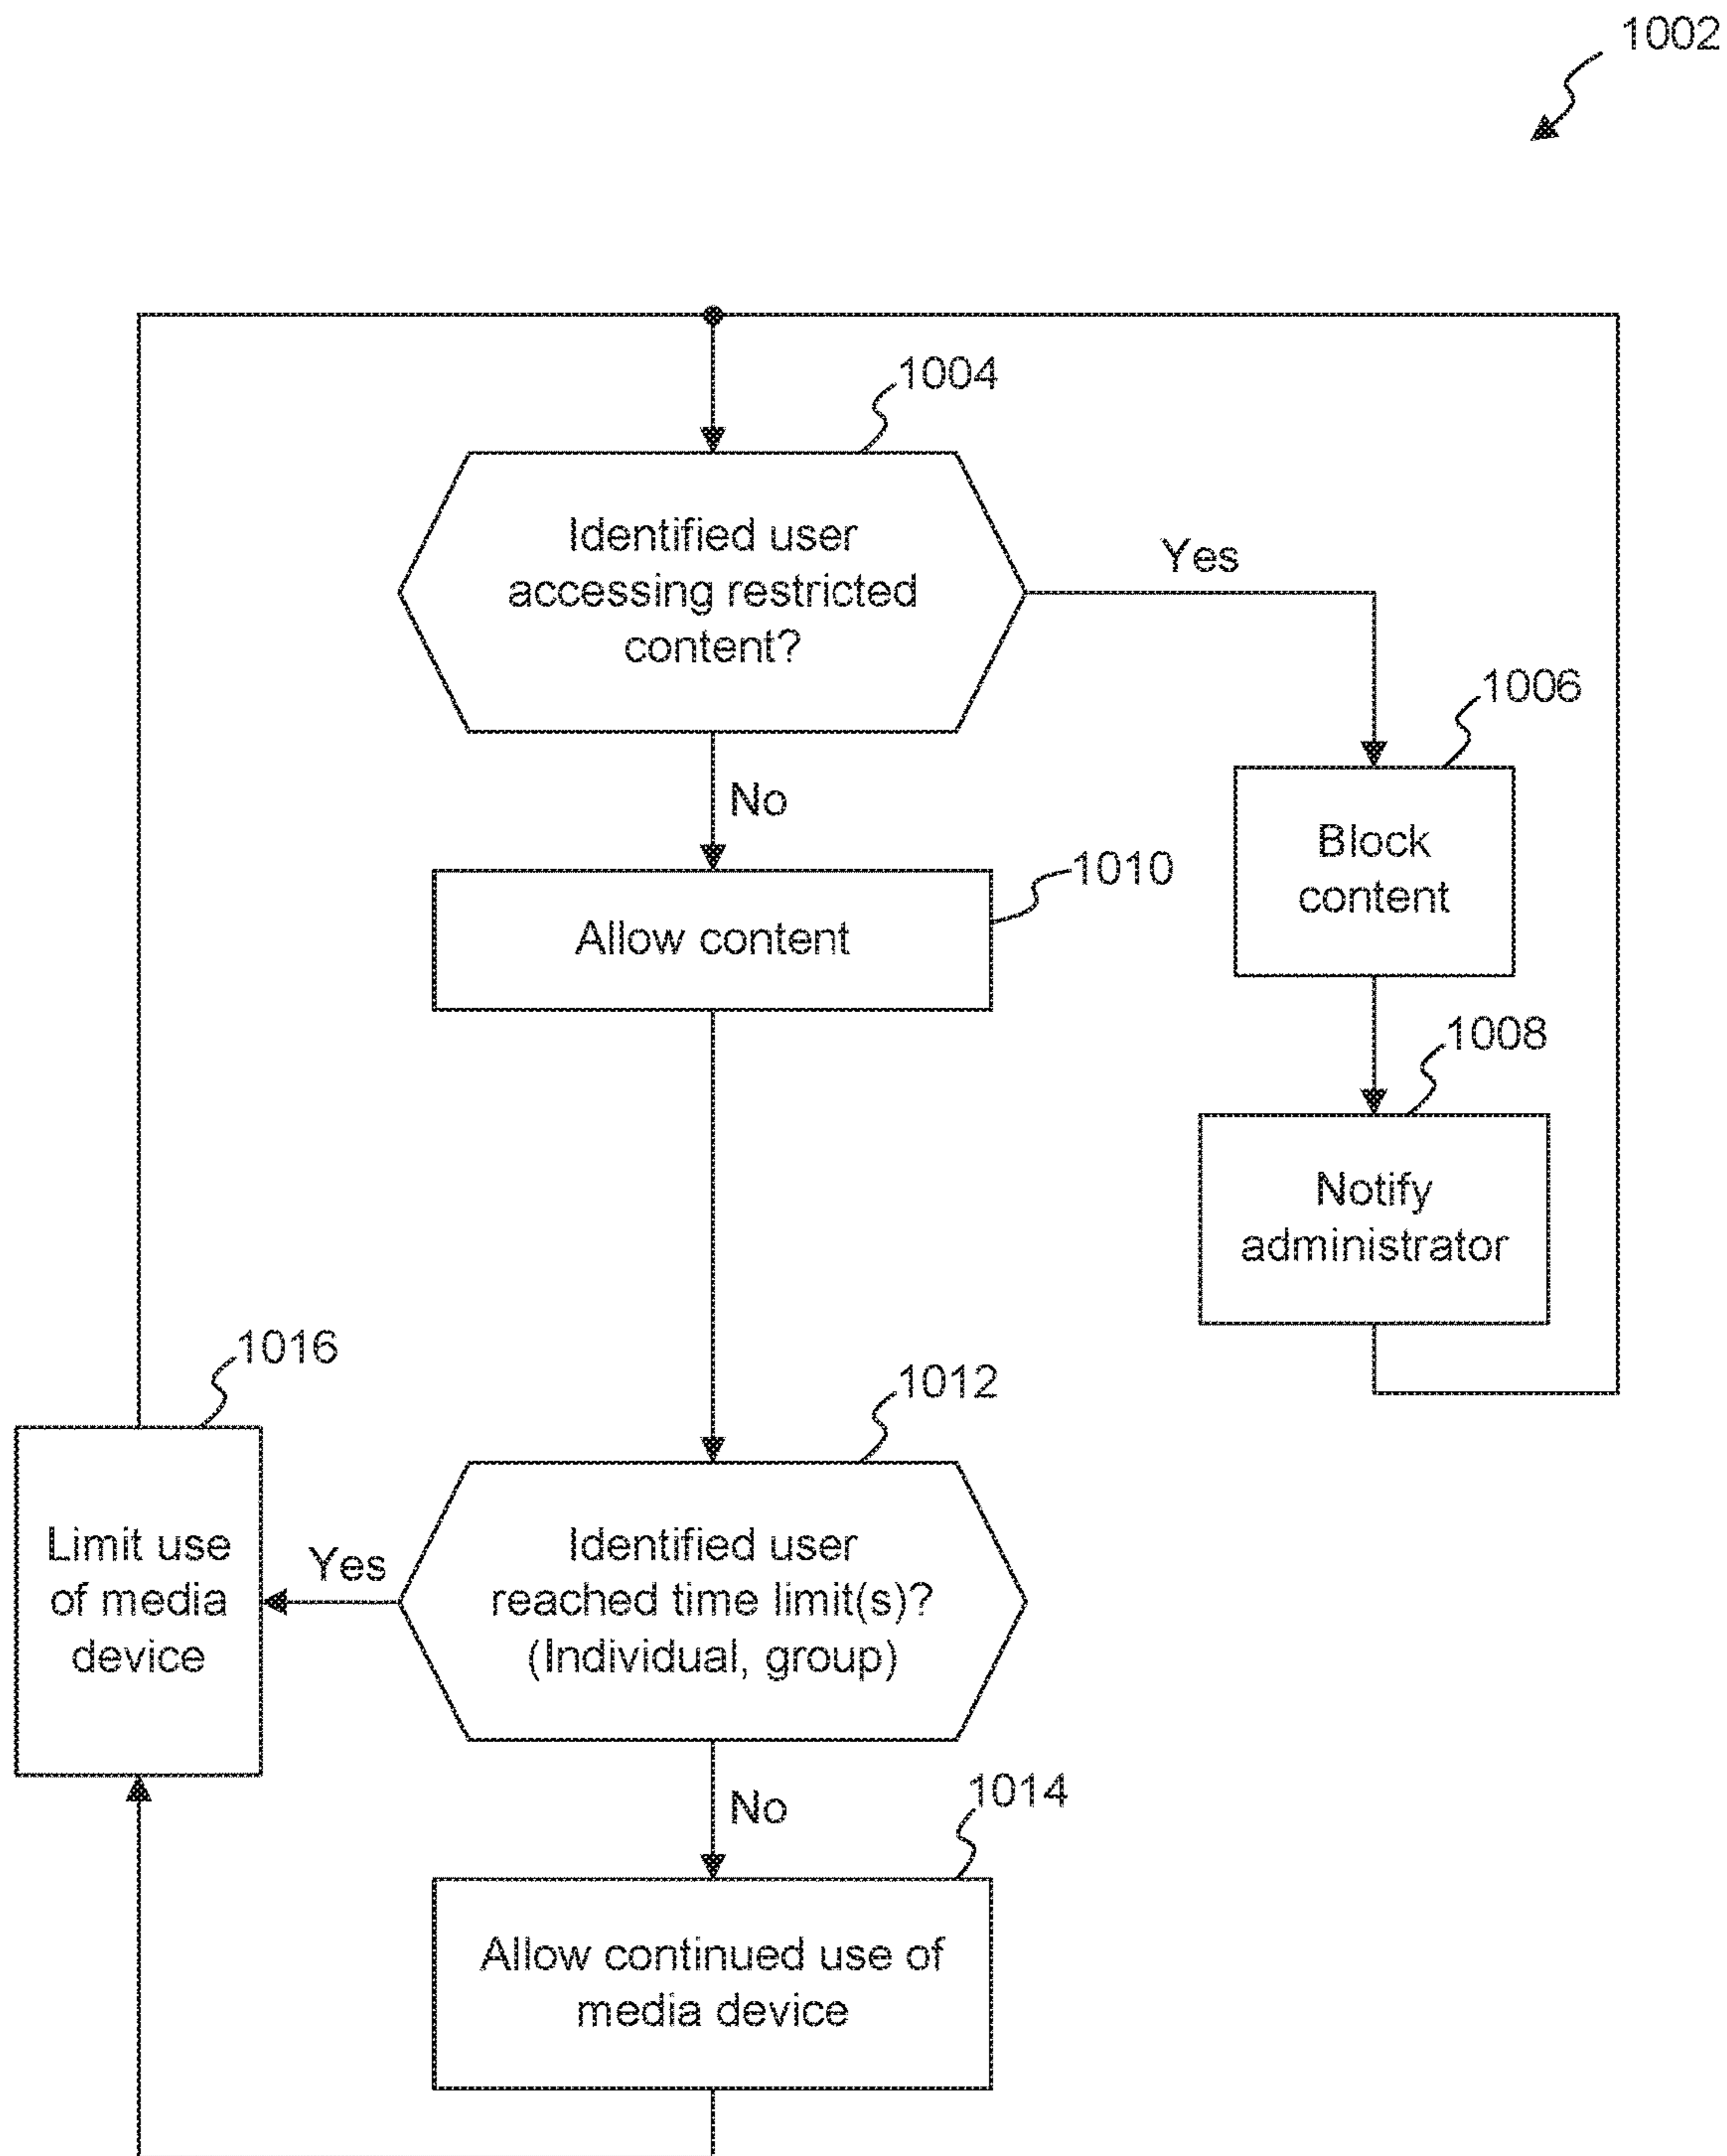 1002
1004
Identified user
accessing restricted
content?
Yes
1006
No
Block
content
1010
Allow content
1008
Notify
administrator
1016
1012
Limit use
of media
device
Yes
Identified user
reached time limit(s)?
(Individual, group)
No
1014
Allow continued use of
media device